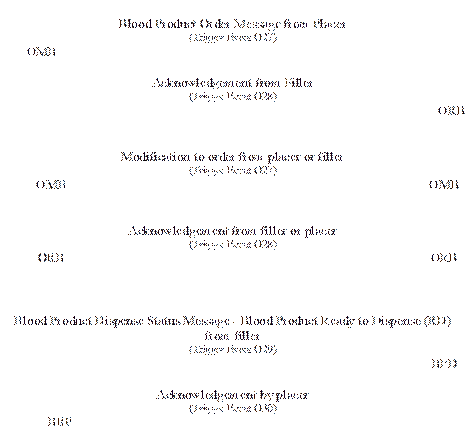 Blood Product Order Message from Placer
(Trigger Event O27)
OMB
Acknowledgement from Filler
(Trigger Event O28)
ORB
Modification to order from placer or filler
(Trigger Event O27)
OMB OMB
Acknowledgement from filler or placer
(Trigger Event O28)
ORB ORB
Blood Product Dispense Status Message - Blood Product Ready to Dispense (RD)
from filler
(Trigger Event O29)
Acknowledgement by placer
(Trigger Event O30)